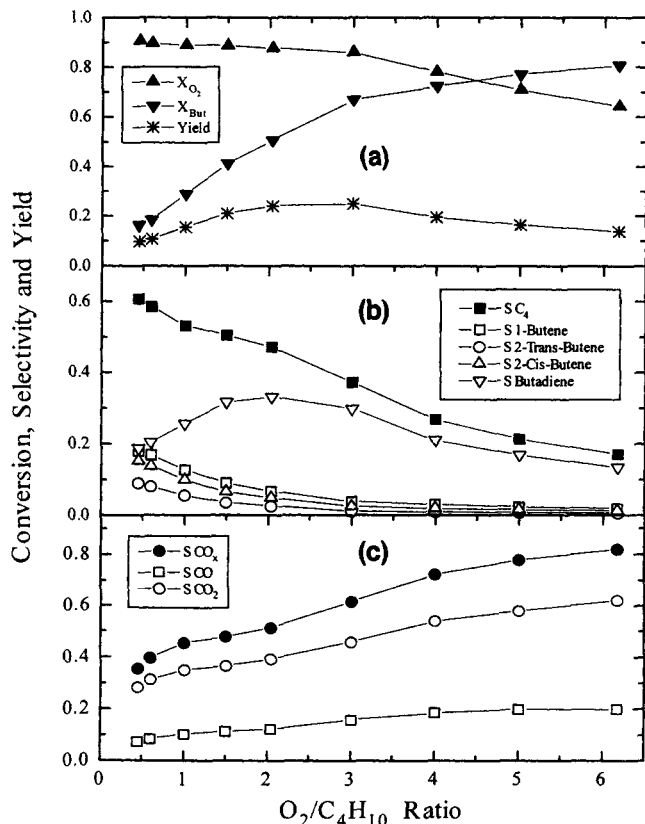 1.0
0.8
0.6
0.4
0.2
0.0
X_O₂
X_But
Yield
(a)
Conversion, Selectivity and Yield
0.6
0.4
0.2
0.0
(b)
S C₄
S 1-Butene
S 2-Trans-Butene
S 2-Cis-Butene
S Butadiene
0.8
0.6
0.4
0.2
0.0
(c)
S COₓ
S CO
S CO₂
0 1 2 3 4 5 6
O₂/C₄H₁₀ Ratio